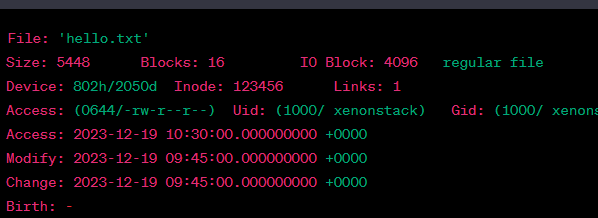 File: 'hello.txt'
Size: 5448 Blocks: 16 IO Block: 4096 regular file
Device: 802h/2050d Inode: 123456 Links: 1
Access: (0644/-rw-r--r--) Uid: (1000/ xenonstack) Gid: (1000/ xenons
Access: 2023-12-19 10:30:00.000000000 +0000
Modify: 2023-12-19 09:45:00.000000000 +0000
Change: 2023-12-19 09:45:00.000000000 +0000
Birth: -